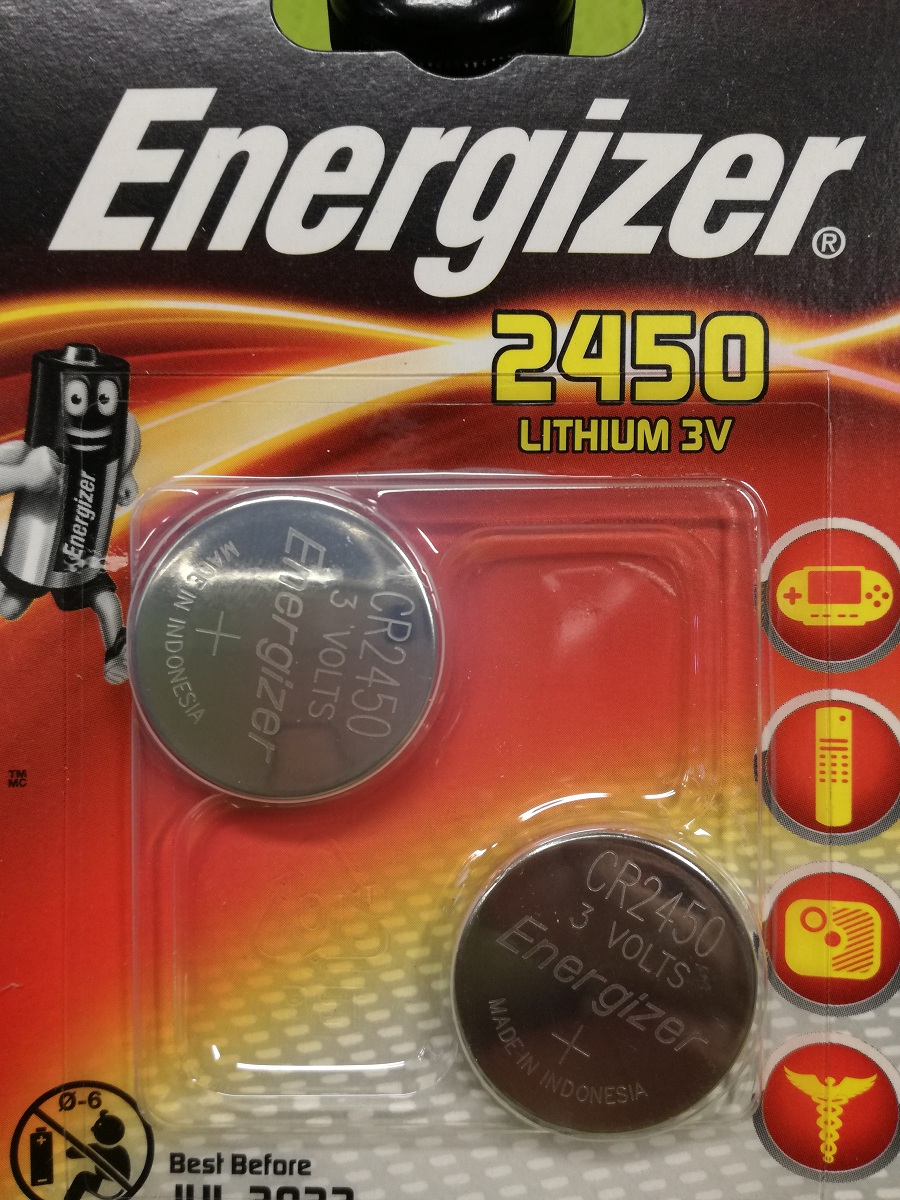 Energizer®
2450
LITHIUM 3V
Energizer
CR2450
3 VOLTS
Energizer
MADE IN INDONESIA
+
TM
MC
CR2450
3 VOLTS
Energizer
+
MADE IN INDONESIA
Ø-6
Best Before